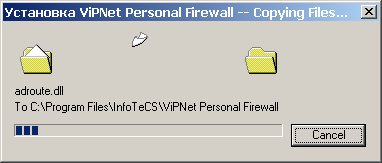 Установка ViPNet Personal Firewall -- Copying Files...
adroute.dll
To C:\Program Files\InfoTeCS\ViPNet Personal Firewall
Cancel